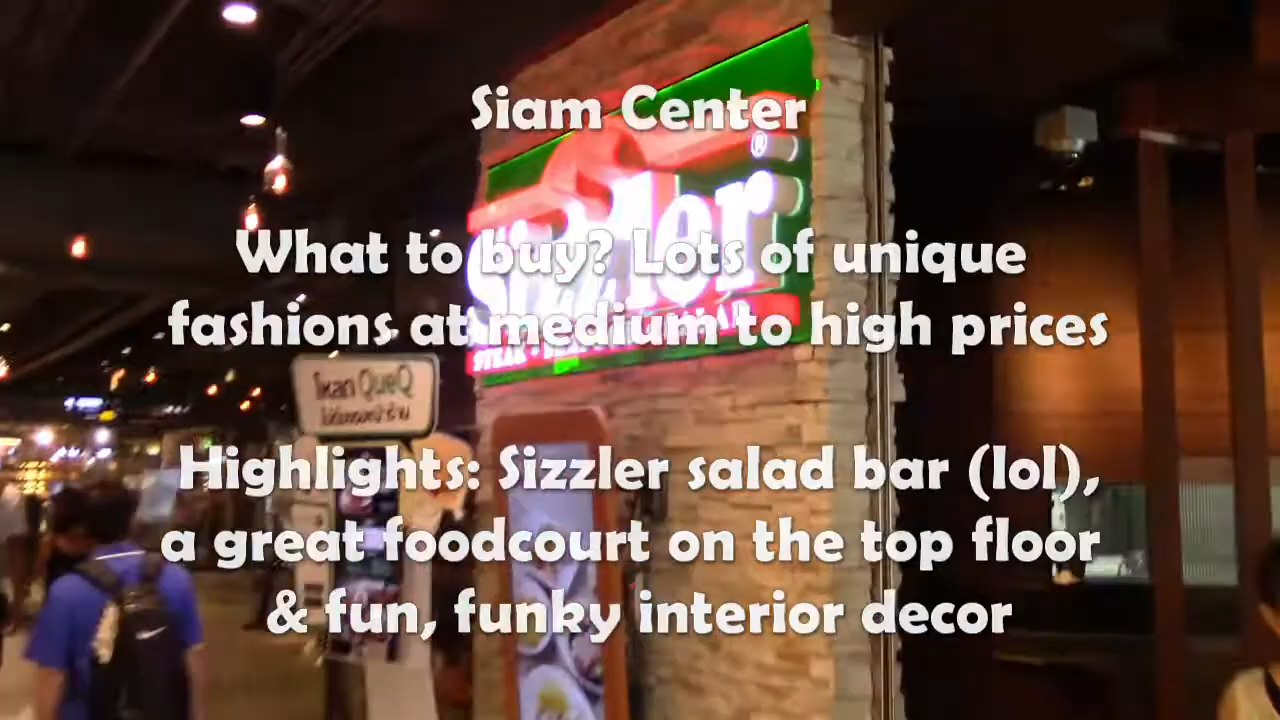 Siam Center
Sizzler®
What to buy? Lots of unique
fashions at medium to high prices
STEAK
QueQ
Highlights: Sizzler salad bar (lol),
a great foodcourt on the top floor
& fun, funky interior decor